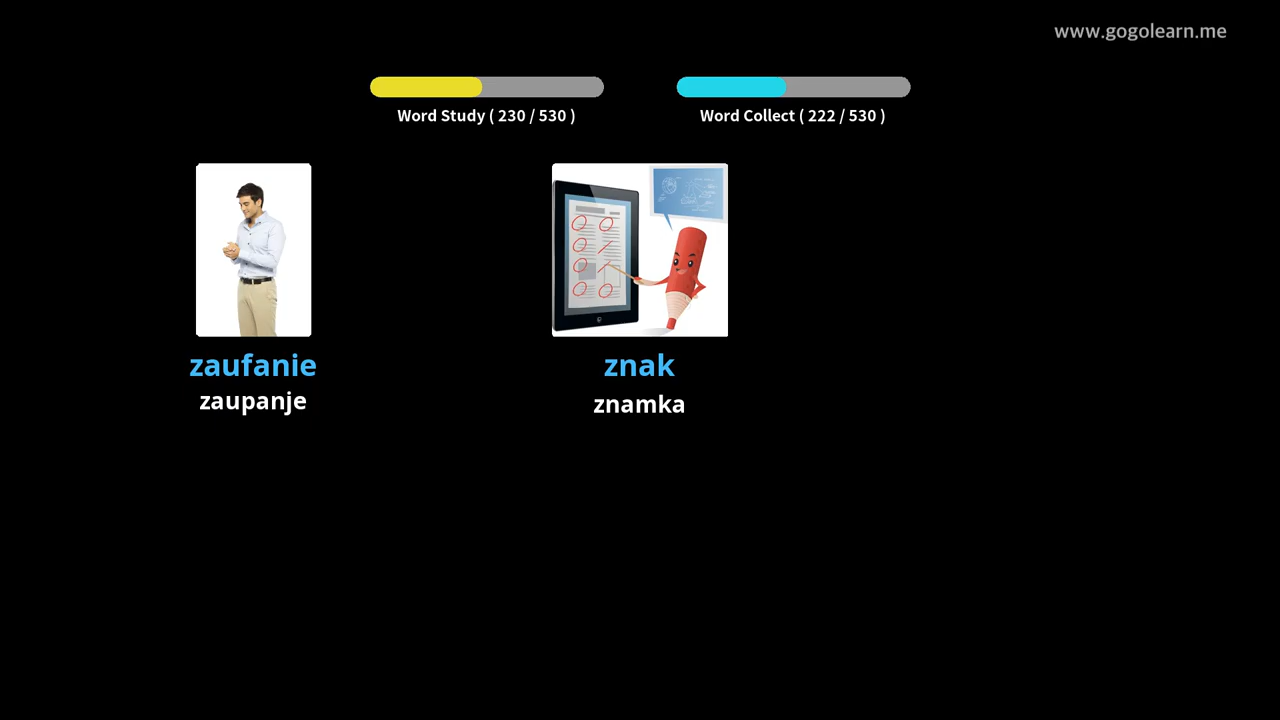 www.gogolearn.me
Word Study ( 230 / 530 )
Word Collect ( 222 / 530 )
zaufanie
zaupanje
znak
znamka